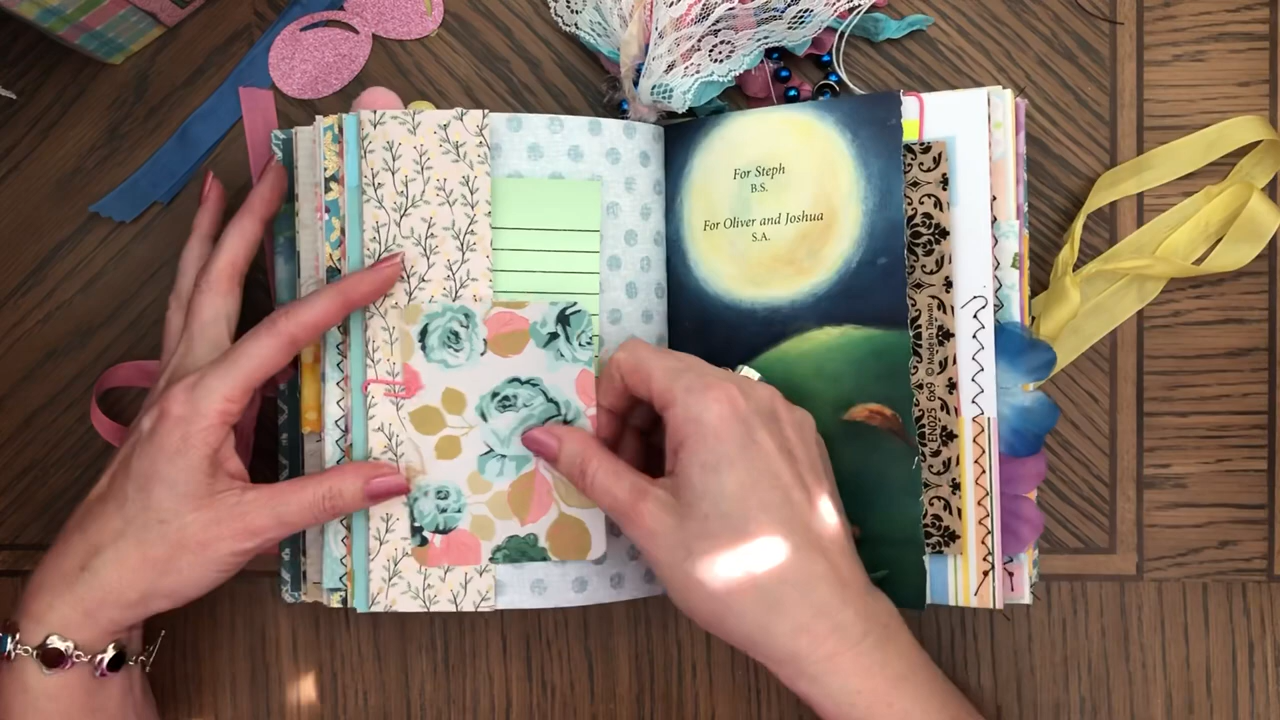 For Steph
B.S.
For Oliver and Joshua
S.A.
EN025 6x9 © Made in Taiwan